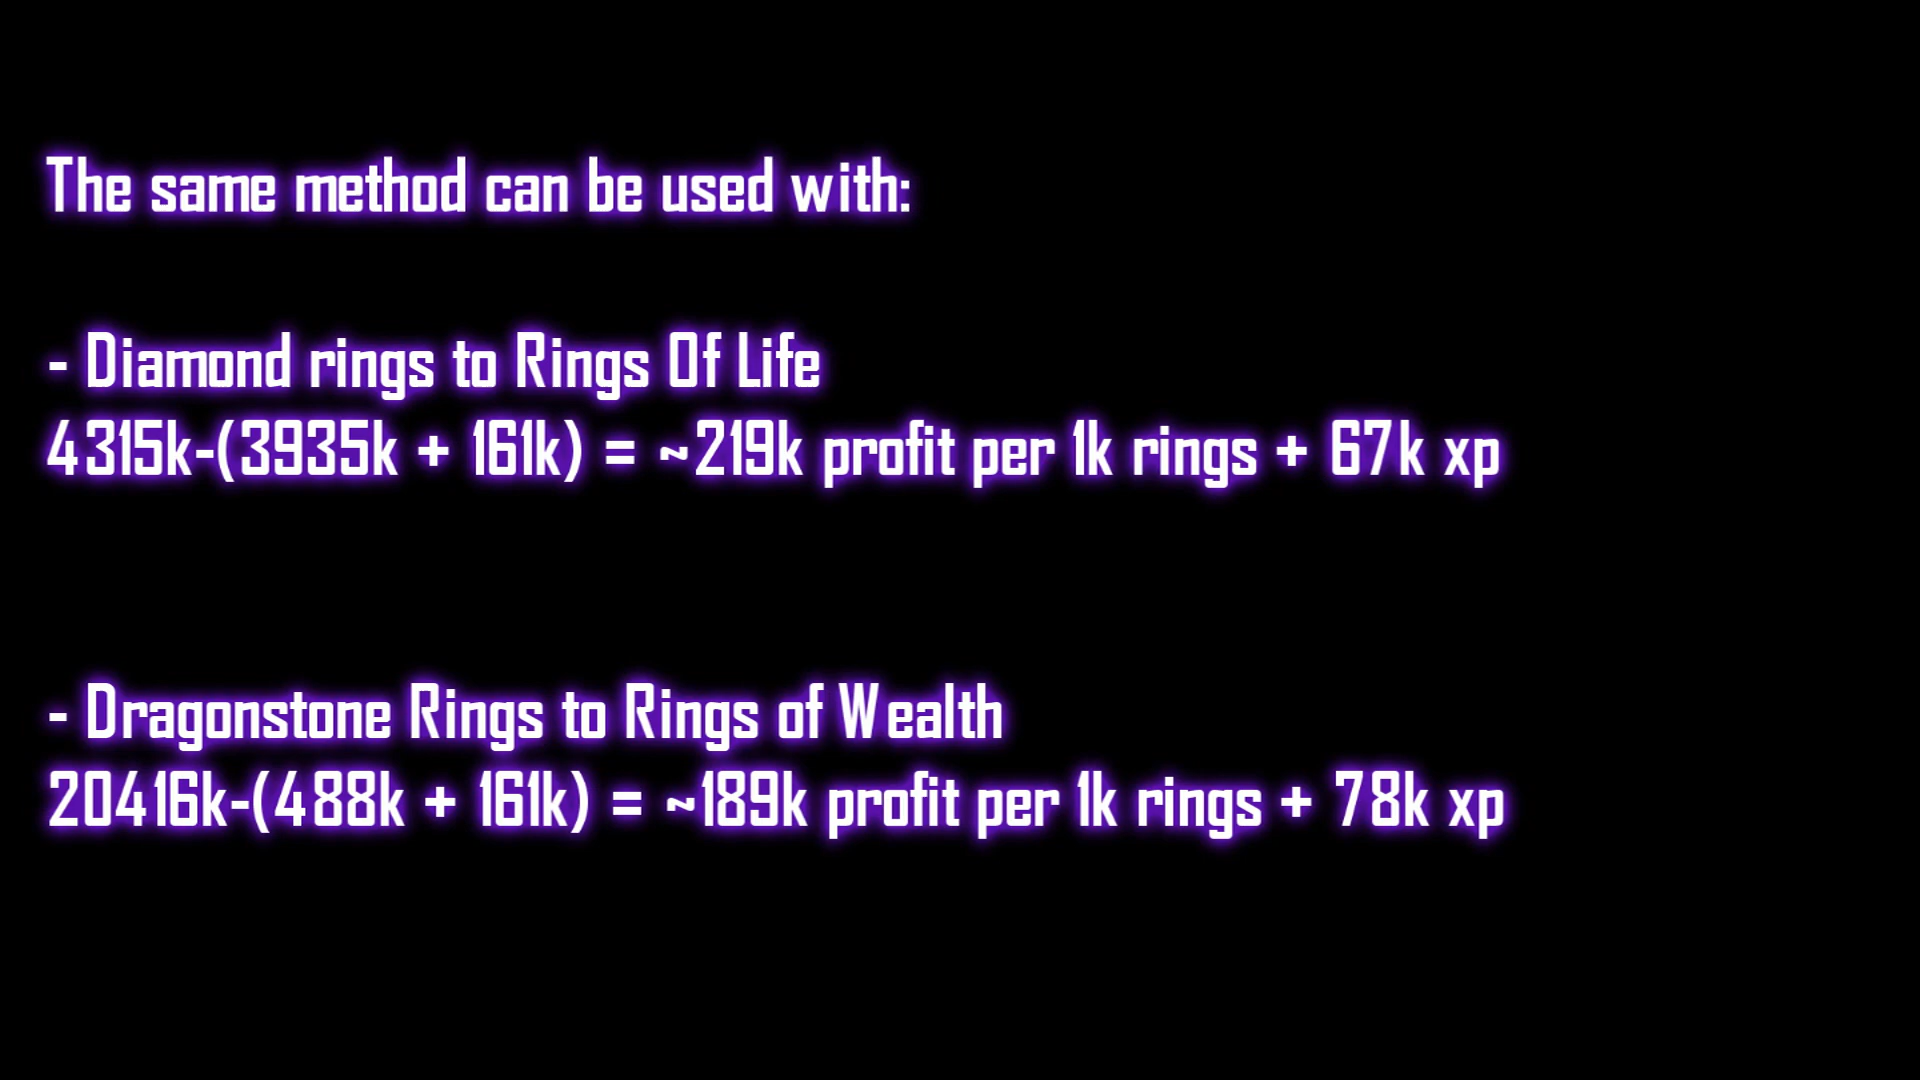 The same method can be used with:
- Diamond rings to Rings Of Life
4315k-(3935k + 161k) = ~219k profit per 1k rings + 67k xp
- Dragonstone Rings to Rings of Wealth
20416k-(488k + 161k) = ~189k profit per 1k rings + 78k xp